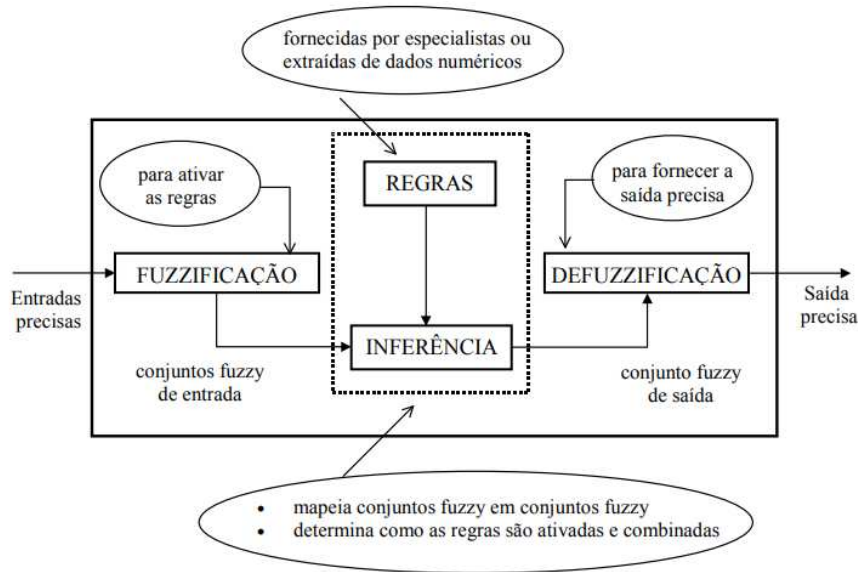 fornecidas por especialistas ou
extraídas de dados numéricos
para ativar
as regras
REGRAS
para fornecer a
saída precisa
FUZZIFICAÇÃO
DEFUZZIFICAÇÃO
Entradas
precisas
Saída
precisa
INFERÊNCIA
conjuntos fuzzy
de entrada
conjunto fuzzy
de saída
• mapeia conjuntos fuzzy em conjuntos fuzzy
• determina como as regras são ativadas e combinadas